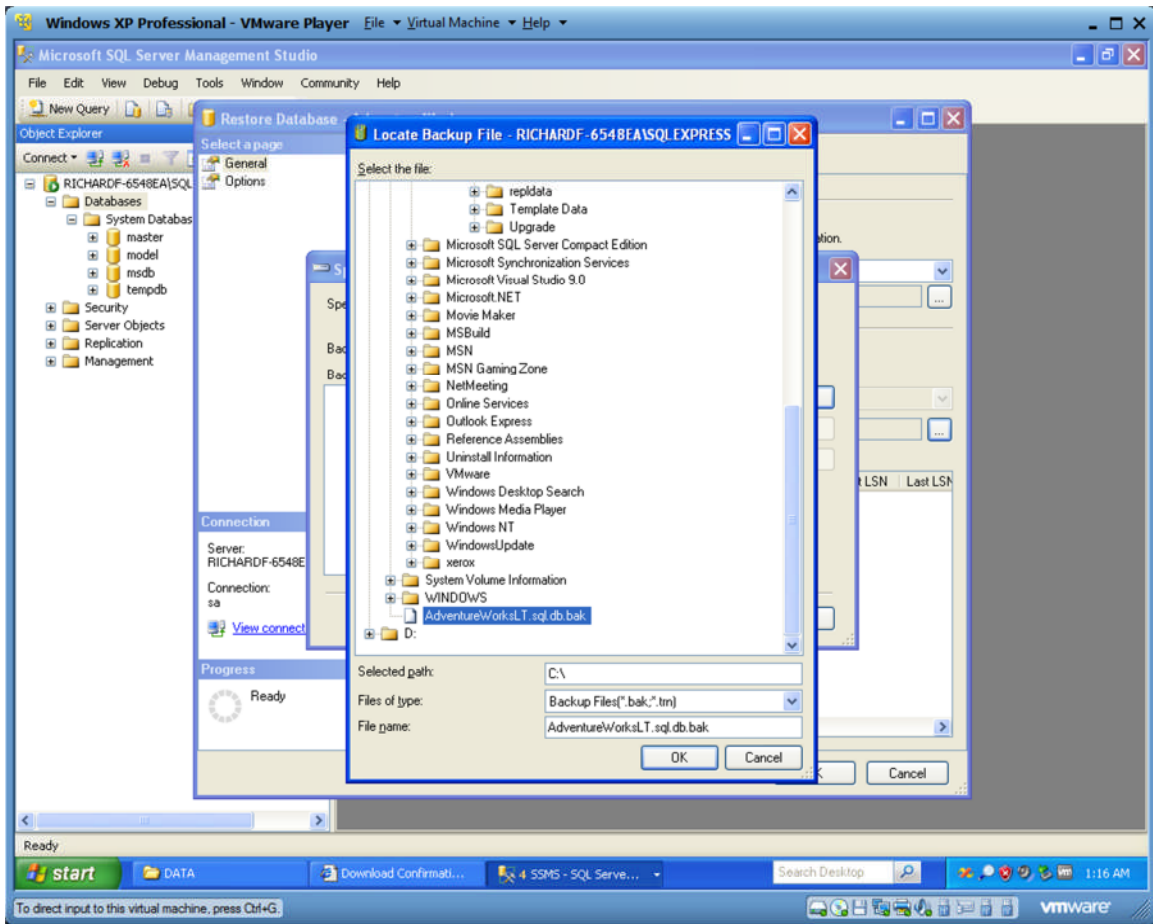 Windows XP Professional - VMware Player File Virtual Machine Help
Microsoft SQL Server Management Studio
File Edit View Debug Tools Window Community Help
New Query
Object Explorer
Connect
RICHARDF-6548EA\SQL
Databases
System Databas
master
model
msdb
tempdb
Security
Server Objects
Replication
Management
Restore Database -
Select a page
General
Options
Connection
Server:
RICHARDF-6548E
Connection:
sa
View connect
Progress
Ready
Sp
Spe
Bac
Bac
Locate Backup File - RICHARDF-6548EA\SQLEXPRESS
Select the file:
repldata
Template Data
Upgrade
Microsoft SQL Server Compact Edition
Microsoft Synchronization Services
Microsoft Visual Studio 9.0
Microsoft.NET
Movie Maker
MSBuild
MSN
MSN Gaming Zone
NetMeeting
Online Services
Outlook Express
Reference Assemblies
Uninstall Information
VMware
Windows Desktop Search
Windows Media Player
Windows NT
WindowsUpdate
xerox
System Volume Information
WINDOWS
AdventureWorksLT.sql.db.bak
D:
Selected path: C:\
Files of type: Backup Files(*.bak;*.trn)
File name: AdventureWorksLT.sql.db.bak
OK Cancel
ation.
...
...
t LSN Last LSN
K Cancel
Ready
start DATA Download Confirmati... 4 SSMS - SQL Serve... Search Desktop 1:16 AM
To direct input to this virtual machine, press Ctrl+G. vmware